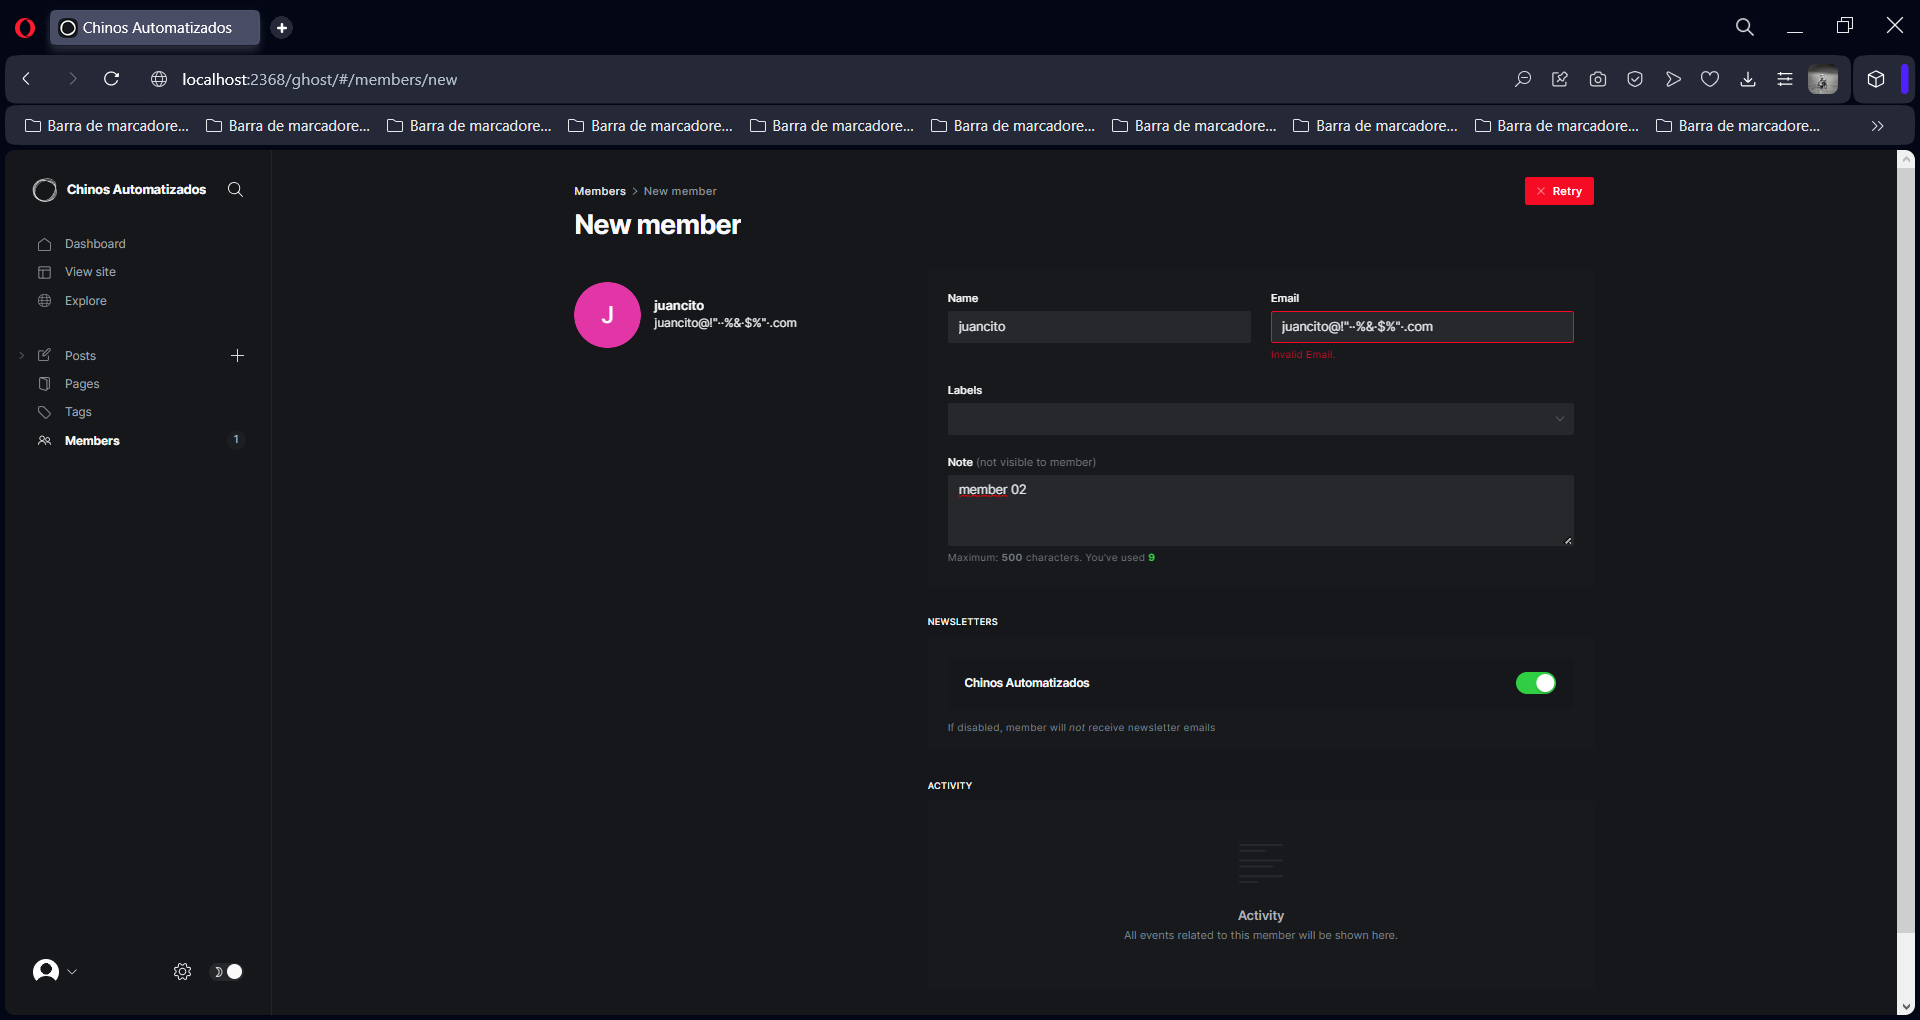 Chinos Automatizados
localhost:2368/ghost/#/members/new
Barra de marcadore... Barra de marcadore... Barra de marcadore... Barra de marcadore... Barra de marcadore... Barra de marcadore... Barra de marcadore... Barra de marcadore... Barra de marcadore... Barra de marcadore...
Chinos Automatizados
Dashboard
View site
Explore
Posts
Pages
Tags
Members 1
Members > New member
Retry
New member
J
juancito
juancito@!"·-%&·$%"·.com
Name
juancito
Email
juancito@!"·-%&·$%"·.com
Invalid Email.
Labels
Note (not visible to member)
member 02
Maximum: 500 characters. You've used 9
NEWSLETTERS
Chinos Automatizados
If disabled, member will not receive newsletter emails
ACTIVITY
Activity
All events related to this member will be shown here.